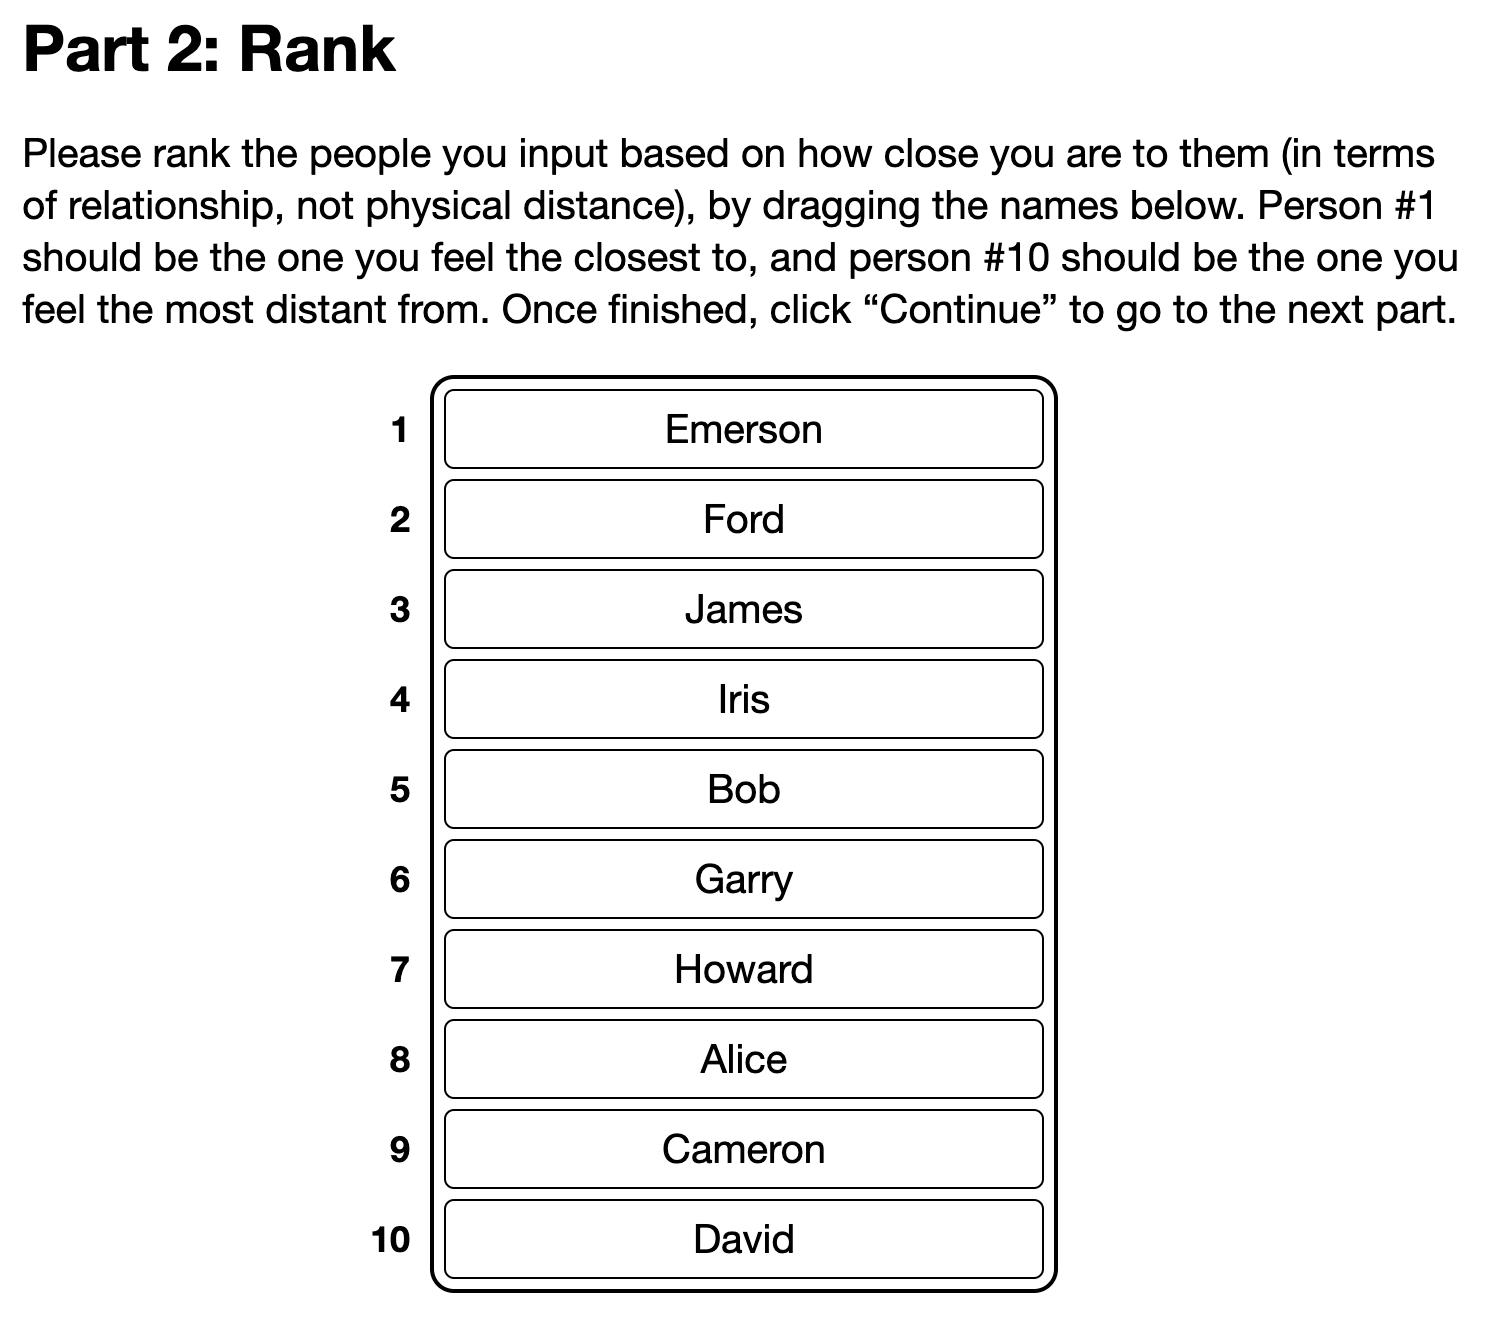 Part 2: Rank
Please rank the people you input based on how close you are to them (in terms
of relationship, not physical distance), by dragging the names below. Person #1
should be the one you feel the closest to, and person #10 should be the one you
feel the most distant from. Once finished, click “Continue” to go to the next part.
1 Emerson
2 Ford
3 James
4 Iris
5 Bob
6 Garry
7 Howard
8 Alice
9 Cameron
10 David